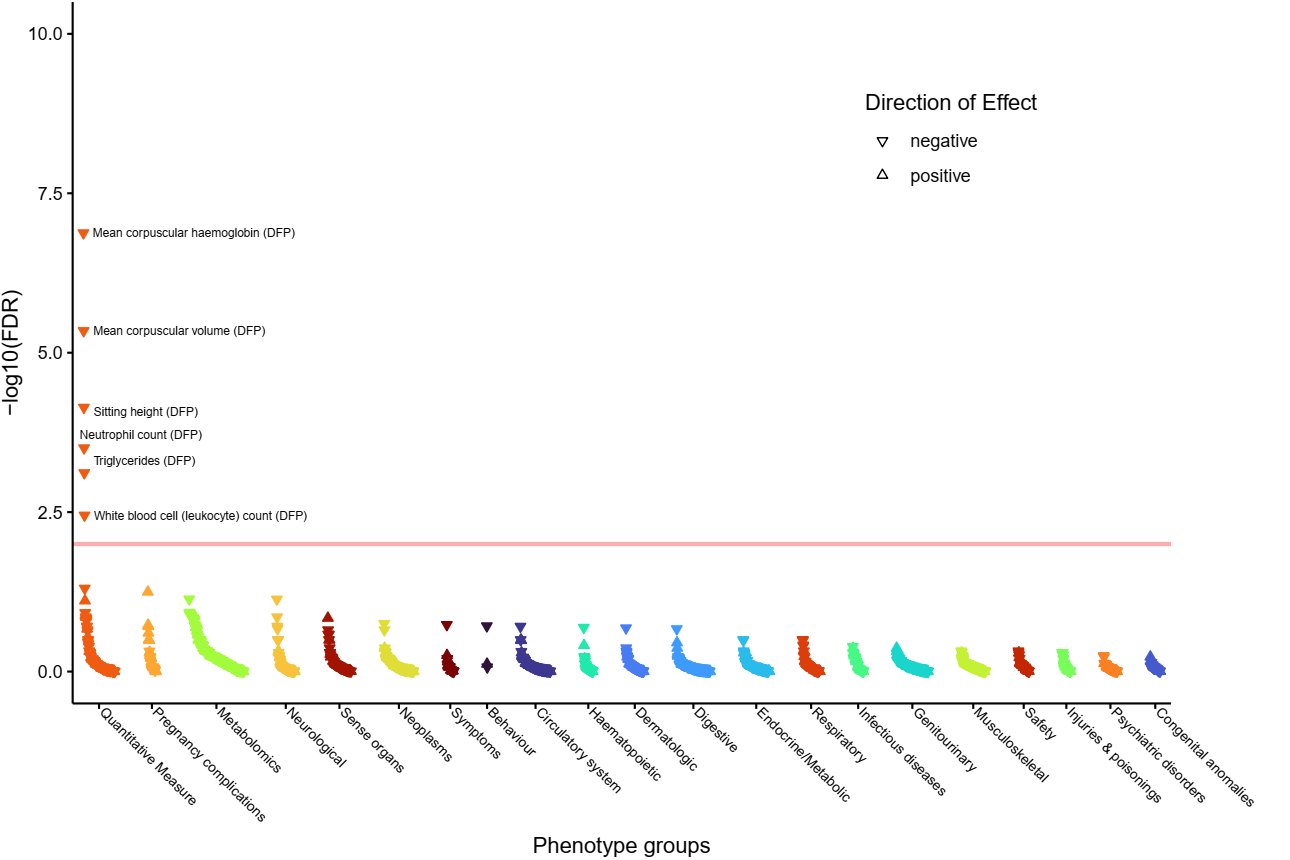 10.0
7.5
5.0
2.5
0.0
−log10(FDR)
Direction of Effect
negative
positive
Mean corpuscular haemoglobin (DFP)
Mean corpuscular volume (DFP)
Sitting height (DFP)
Neutrophil count (DFP)
Triglycerides (DFP)
White blood cell (leukocyte) count (DFP)
Quantitative Measure
Pregnancy complications
Metabolomics
Neurological
Sense organs
Neoplasms
Symptoms
Behaviour
Circulatory system
Haematopoietic
Dermatologic
Digestive
Endocrine/Metabolic
Respiratory
Infectious diseases
Genitourinary
Musculoskeletal
Safety
Injuries & poisonings
Psychiatric disorders
Congenital anomalies
Phenotype groups